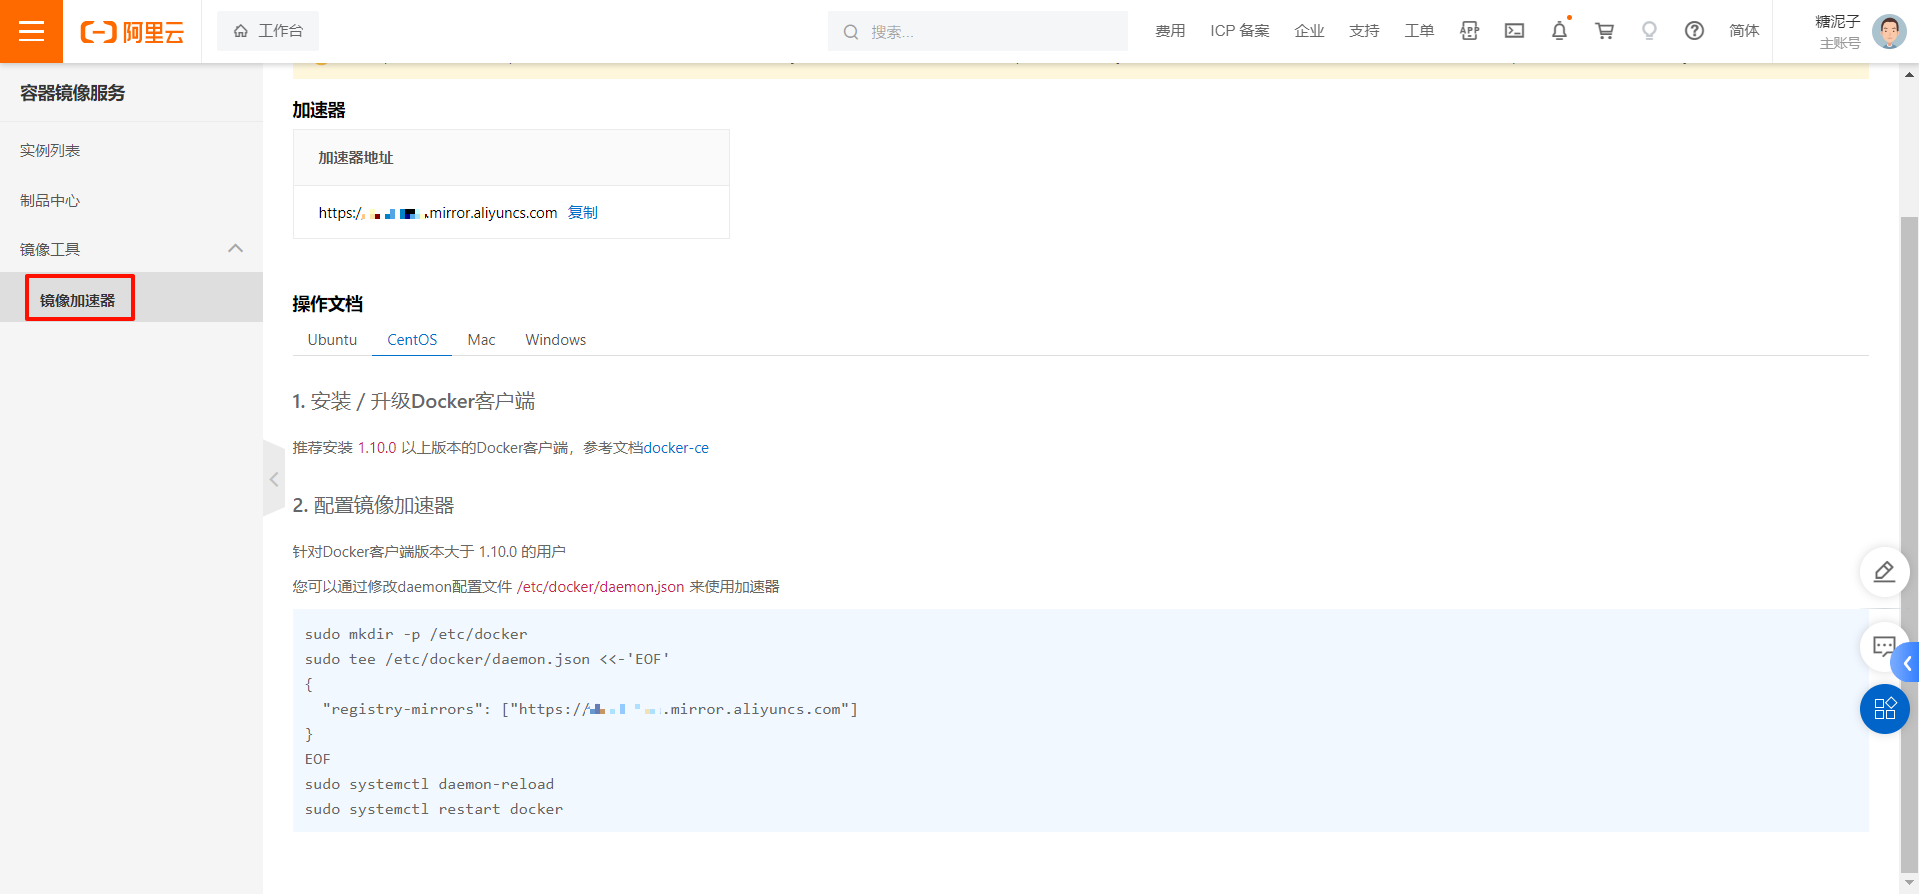 阿里云
工作台
搜索...
费用
ICP 备案
企业
支持
工单
APP
简体
糖泥子
主账号
容器镜像服务
实例列表
制品中心
镜像工具
镜像加速器
加速器
加速器地址
https:/ .mirror.aliyuncs.com 复制
操作文档
Ubuntu CentOS Mac Windows
1. 安装 / 升级Docker客户端
推荐安装 1.10.0 以上版本的Docker客户端，参考文档docker-ce
2. 配置镜像加速器
针对Docker客户端版本大于 1.10.0 的用户
您可以通过修改daemon配置文件 /etc/docker/daemon.json 来使用加速器
sudo mkdir -p /etc/docker
sudo tee /etc/docker/daemon.json <<-'EOF'
{
"registry-mirrors": ["https:// .mirror.aliyuncs.com"]
}
EOF
sudo systemctl daemon-reload
sudo systemctl restart docker